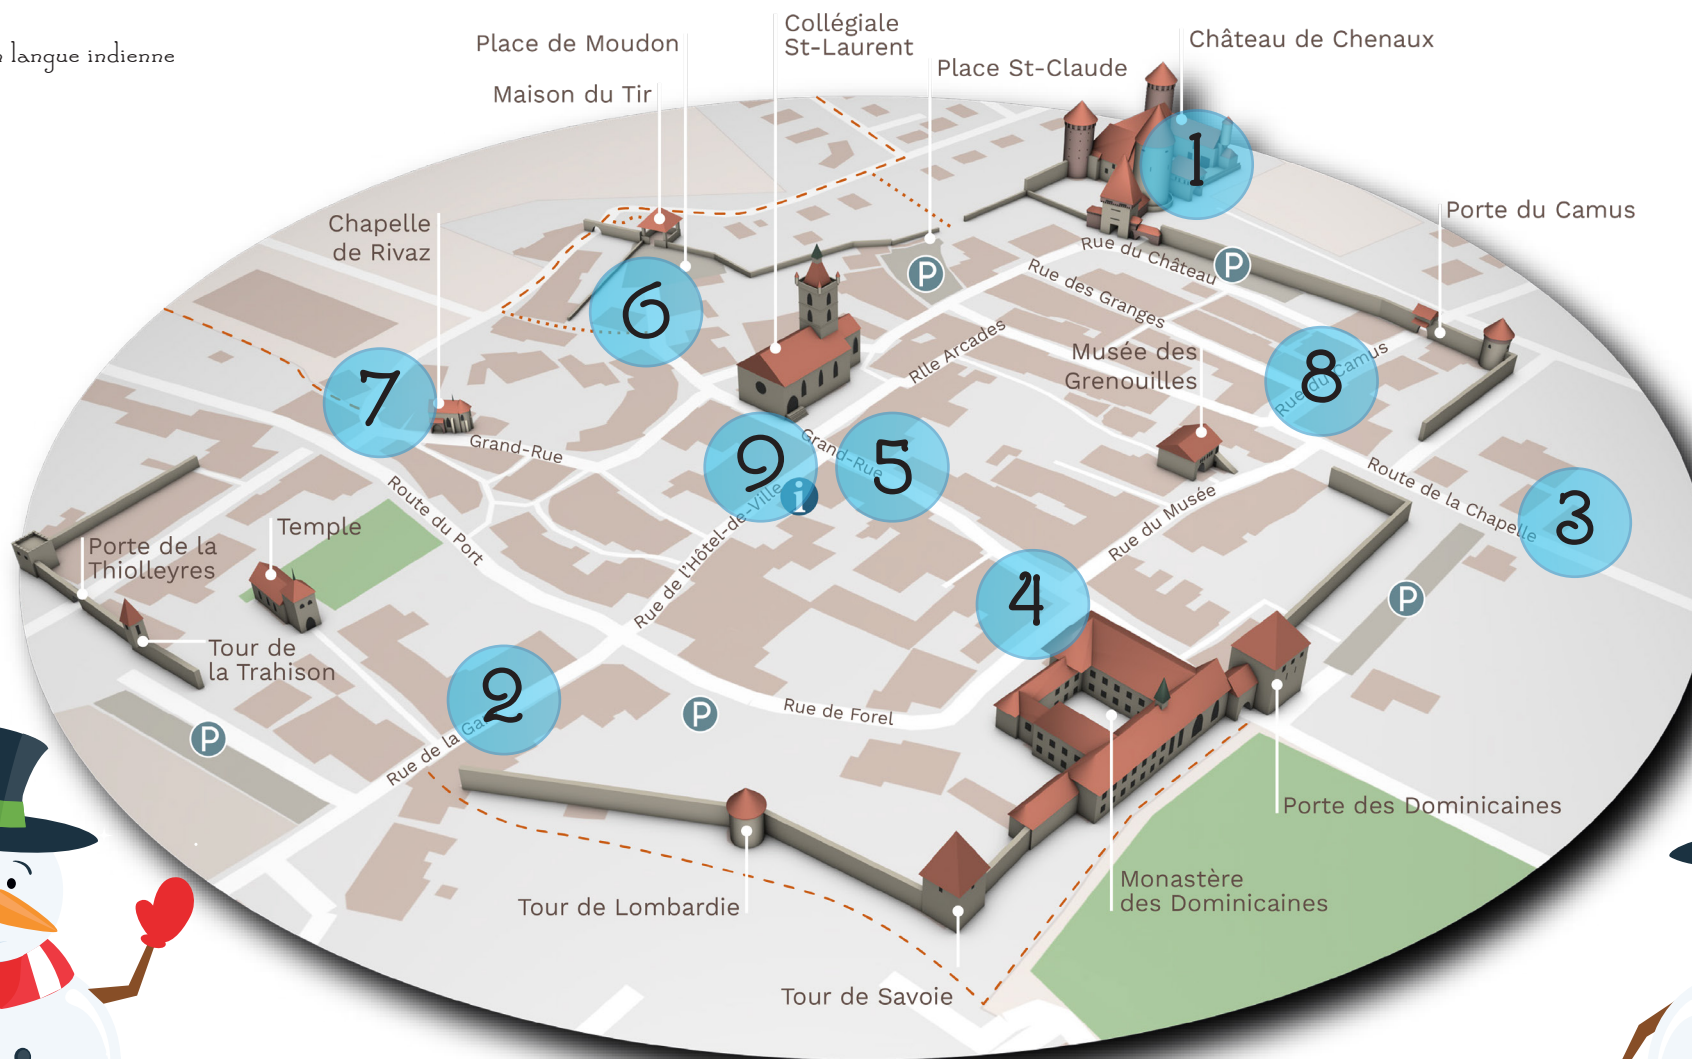 langue indienne
Collégiale
St-Laurent
Place de Moudon
Château de Chenaux
Place St-Claude
Maison du Tir
1
Porte du Camus
Chapelle
de Rivaz
Rue du Château
P
P
Rue des Granges
6
Rlle Arcades
Musée des
Grenouilles
8
Rue du Camus
7
Grand-Rue
Grand-Rue
9
5
i
Route de la Chapelle
3
Route du Port
Rue du Musée
Temple
Porte de la
Thiolleyres
Rue de l'Hôtel-de-Ville
4
P
Tour de
la Trahison
2
Rue de la
P
P
Rue de Forel
Porte des Dominicaines
Monastère
des Dominicaines
Tour de Lombardie
Tour de Savoie